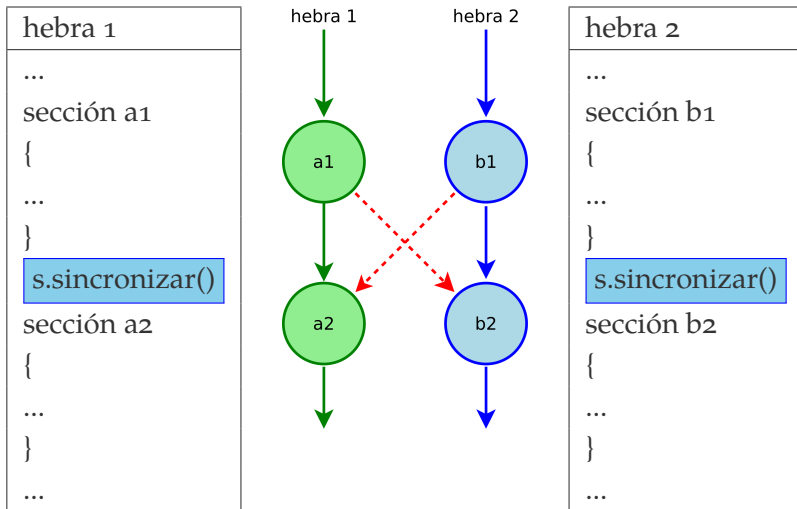 hebra 1
...
sección a1
{
...
}
s.sincronizar()
sección a2
{
...
}
...
hebra 1
hebra 2
a1
b1
a2
b2
hebra 2
...
sección b1
{
...
}
s.sincronizar()
sección b2
{
...
}
...